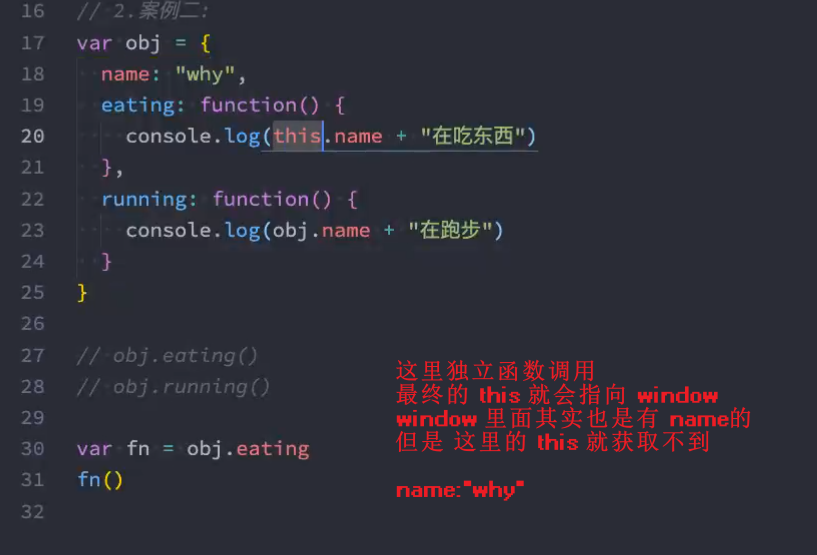 16 // 2.案例二:
17 var obj = {
18 name: "why",
19 eating: function() {
20 console.log(this.name + "在吃东西")
21 },
22 running: function() {
23 console.log(obj.name + "在跑步")
24 }
25 }
26
27 // obj.eating()
28 // obj.running()
29
30 var fn = obj.eating
31 fn()
32
这里独立函数调用
最终的 this 就会指向 window
window 里面其实也是有 name的
但是 这里的 this 就获取不到
name:"why"